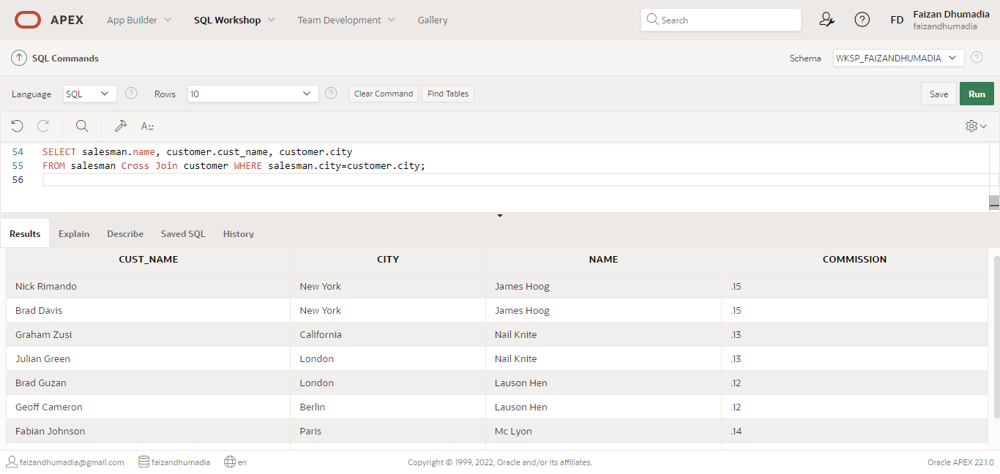 APEX App Builder SQL Workshop Team Development Gallery Search FD Faizan Dhumadia
faizandhumadia
SQL Commands Schema WKSP_FAIZANDHUMADIA
Language SQL Rows 10 Clear Command Find Tables Save Run
A::
54 SELECT salesman.name, customer.cust_name, customer.city
55 FROM salesman Cross Join customer WHERE salesman.city=customer.city;
56
Results Explain Describe Saved SQL History
CUST_NAME CITY NAME COMMISSION
Nick Rimando New York James Hoog .15
Brad Davis New York James Hoog .15
Graham Zusi California Nail Knite .13
Julian Green London Nail Knite .13
Brad Guzan London Lauson Hen .12
Geoff Cameron Berlin Lauson Hen .12
Fabian Johnson Paris Mc Lyon .14
faizandhumadia@gmail.com faizandhumadia en Copyright © 1999, 2022, Oracle and/or its affiliates. Oracle APEX 22.1.0